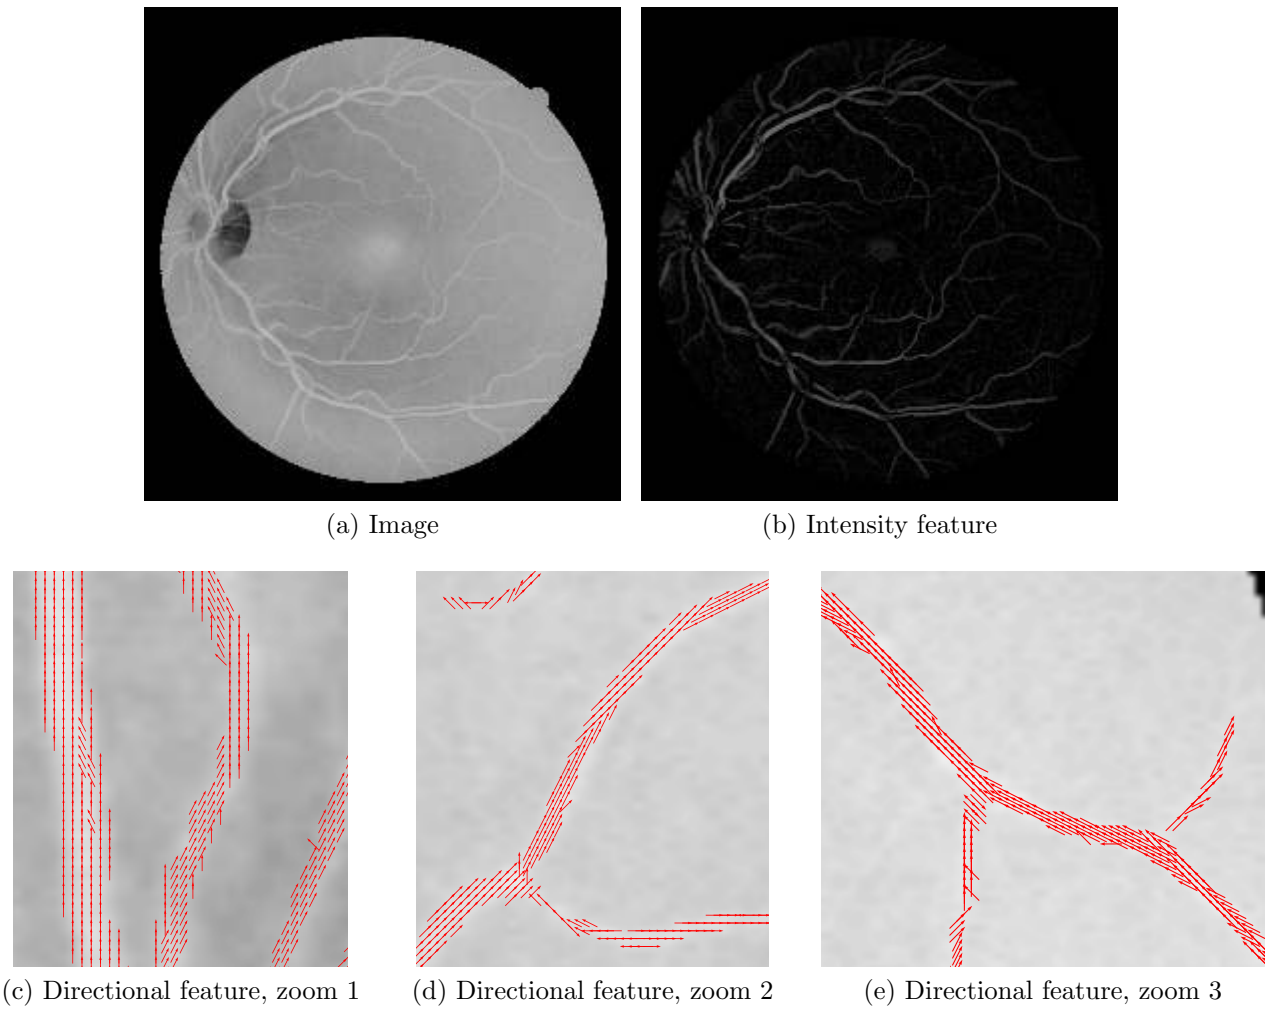 (a) Image
(b) Intensity feature
(c) Directional feature, zoom 1
(d) Directional feature, zoom 2
(e) Directional feature, zoom 3